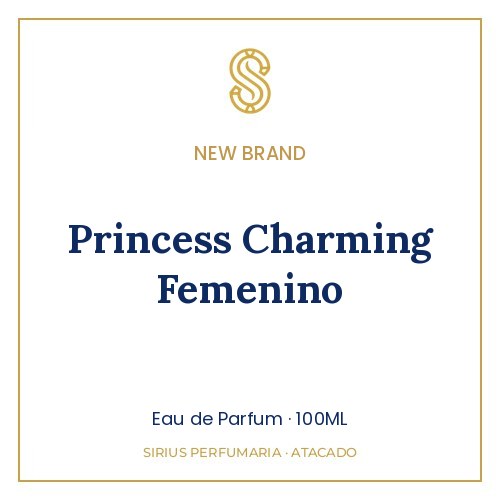 NEW BRAND
Princess Charming
Femenino
Eau de Parfum · 100ML
SIRIUS PERFUMARIA · ATACADO